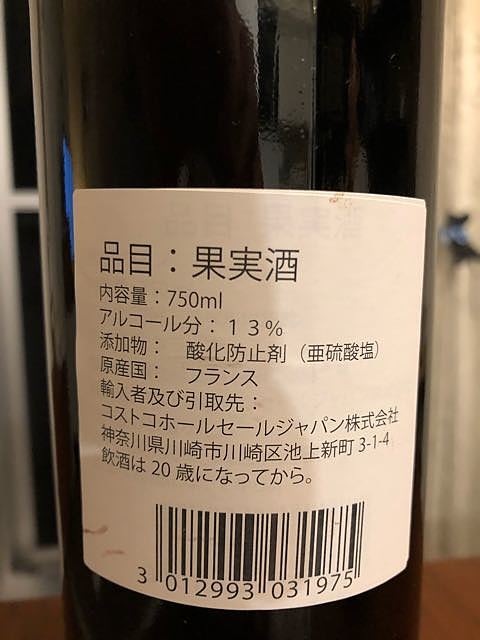 品目：果実酒
内容量：750ml
アルコール分：１３％
添加物：　酸化防止剤（亜硫酸塩）
原産国：　フランス
輸入者及び引取先：
コストコホールセールジャパン株式会社
神奈川県川崎市川崎区池上新町 3-1-4
飲酒は 20 歳になってから。
3 012993 031975